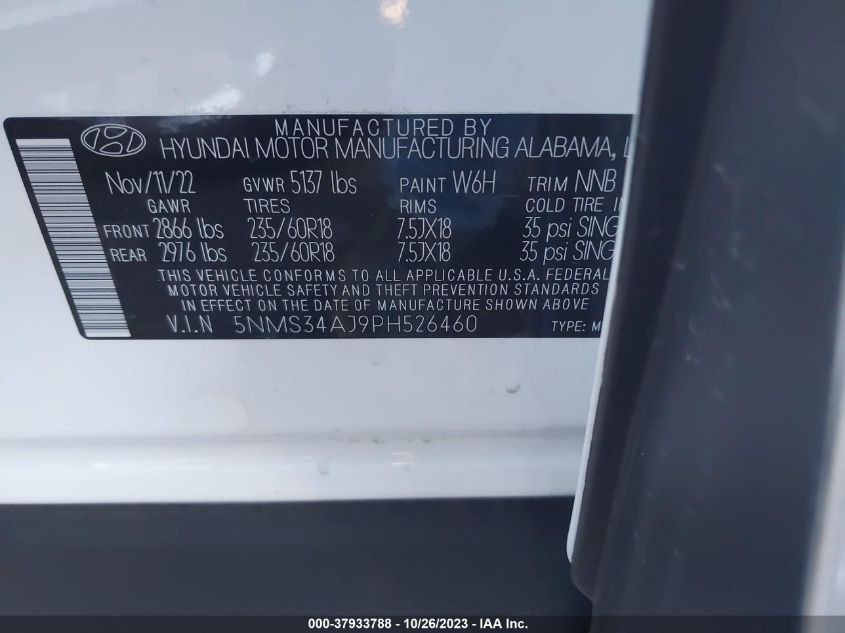 MANUFACTURED BY
HYUNDAI MOTOR MANUFACTURING ALABAMA,
Nov/11/22 GVWR 5137 lbs PAINT W6H TRIM NNB
GAWR TIRES RIMS COLD TIRE
FRONT 2866 lbs 235/60R18 7.5JX18 35 psi SING
REAR 2976 lbs 235/60R18 7.5JX18 35 psi SING
THIS VEHICLE CONFORMS TO ALL APPLICABLE U.S.A. FEDERAL
MOTOR VEHICLE SAFETY AND THEFT PREVENTION STANDARDS
IN EFFECT ON THE DATE OF MANUFACTURE SHOWN ABOVE
V.I.N 5NMS34AJ9PH526460 TYPE: M
000-37933788 - 10/26/2023 - IAA Inc.